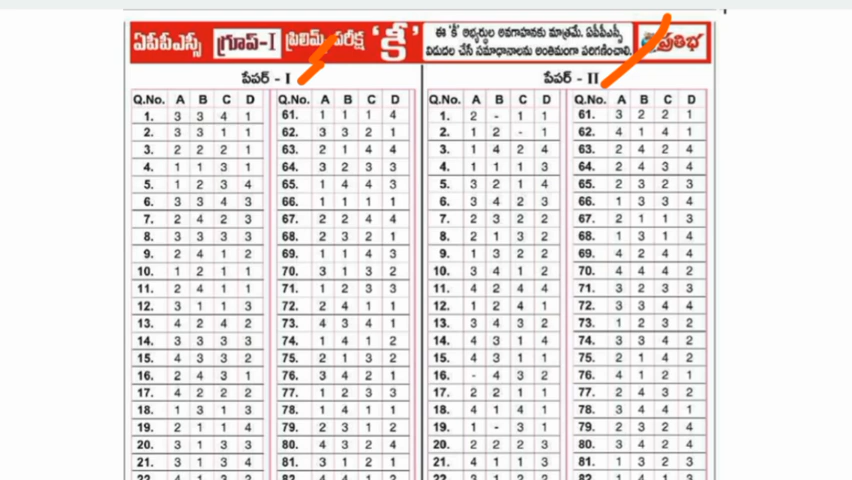 ఏపీపీఎస్సీ గ్రూప్-I ప్రిలిమ్స్ పరీక్ష 'కీ'
ఈ 'కీ' అభ్యర్థుల అవగాహనకు మాత్రమే. ఏపీపీఎస్సీ
విడుదల చేసే సమాధానాలను అంతిమంగా పరిగణించాలి.
ప్రతిభ
పేపర్ - I
పేపర్ - II
Q.No. A B C D Q.No. A B C D Q.No. A B C D Q.No. A B C D
1. 3 3 4 1 61. 1 1 1 4 1. 2 - 1 1 61. 3 2 2 1
2. 3 3 1 1 62. 3 3 2 1 2. 1 2 - 1 62. 4 1 4 1
3. 2 2 2 1 63. 2 1 4 4 3. 1 4 2 4 63. 2 4 2 4
4. 1 1 3 1 64. 3 2 3 3 4. 1 1 1 3 64. 2 4 3 4
5. 1 2 3 4 65. 1 4 4 3 5. 3 2 1 4 65. 2 3 2 3
6. 3 3 4 3 66. 1 1 1 1 6. 3 4 2 3 66. 1 3 3 4
7. 2 4 2 3 67. 2 2 4 4 7. 2 3 2 2 67. 2 1 1 3
8. 3 3 3 3 68. 2 3 2 1 8. 2 1 3 2 68. 1 3 1 4
9. 2 4 1 2 69. 1 1 4 3 9. 1 3 2 2 69. 4 2 4 4
10. 1 2 1 1 70. 3 1 3 2 10. 3 4 1 2 70. 4 4 4 2
11. 2 4 1 1 71. 1 2 3 3 11. 4 2 4 4 71. 3 2 3 3
12. 3 1 1 3 72. 2 4 1 1 12. 1 2 4 1 72. 3 3 4 4
13. 4 2 4 2 73. 4 3 4 1 13. 3 4 3 2 73. 1 2 3 2
14. 3 3 3 3 74. 1 4 1 2 14. 4 3 1 4 74. 3 3 4 2
15. 4 3 3 2 75. 2 1 3 2 15. 4 3 1 1 75. 2 1 4 2
16. 2 4 3 1 76. 3 4 2 1 16. - 4 3 2 76. 4 1 2 1
17. 4 2 2 2 77. 1 2 3 3 17. 2 2 1 1 77. 2 4 3 2
18. 1 3 1 3 78. 1 4 1 1 18. 4 1 4 1 78. 3 4 4 1
19. 2 1 1 4 79. 2 3 1 2 19. 1 - 3 1 79. 2 3 2 4
20. 3 1 3 3 80. 4 3 2 4 20. 2 2 2 3 80. 3 4 2 4
21. 3 1 3 4 81. 3 1 2 1 21. 4 1 1 3 81. 1 3 2 3